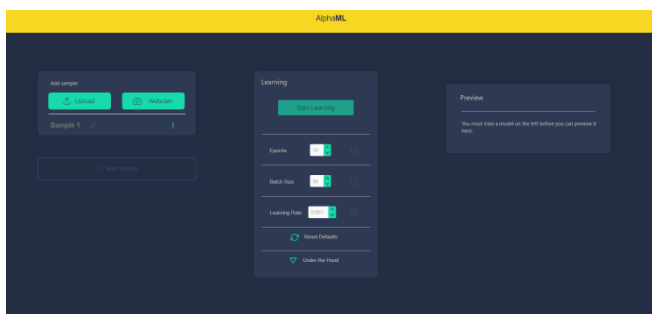 AlphaML
Add sample:
Upload
Webcam
Sample 1
Add Sample
Learning
Start Learning
Epochs
Batch Size
Learning Rate
Reset Defaults
Under the Hood
Preview
You must train a model on the left before you can preview it
here.